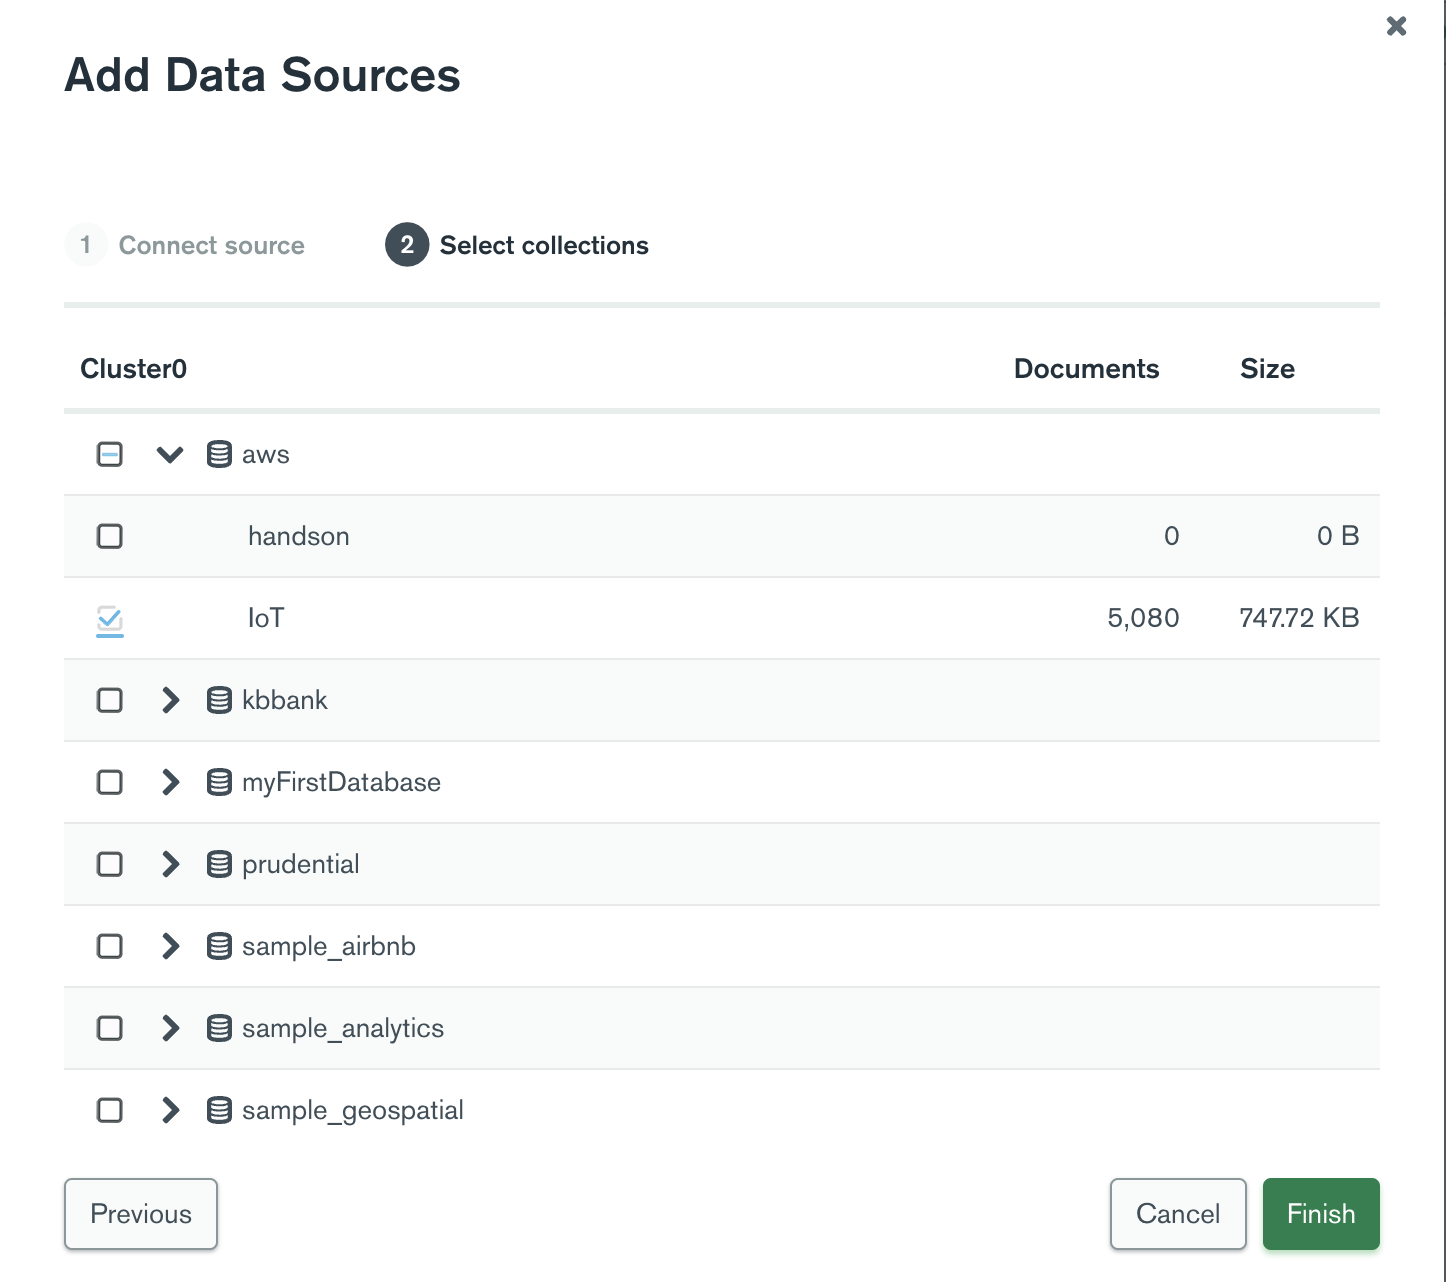 Add Data Sources
1 Connect source 2 Select collections
Cluster0 Documents Size
aws
handson 0 0 B
IoT 5,080 747.72 KB
kbbank
myFirstDatabase
prudential
sample_airbnb
sample_analytics
sample_geospatial
Previous Cancel Finish